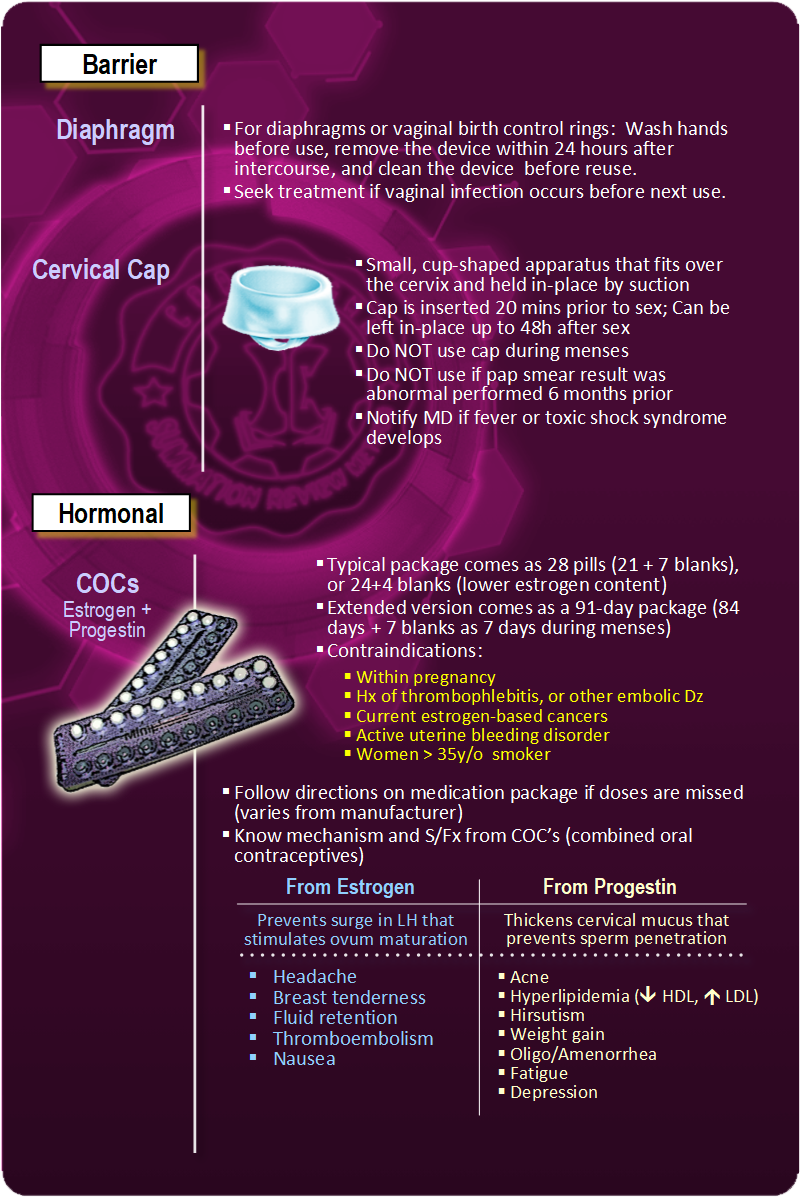 Barrier
Diaphragm
▪ For diaphragms or vaginal birth control rings: Wash hands
before use, remove the device within 24 hours after
intercourse, and clean the device before reuse.
▪ Seek treatment if vaginal infection occurs before next use.
Cervical Cap
▪ Small, cup-shaped apparatus that fits over
the cervix and held in-place by suction
▪ Cap is inserted 20 mins prior to sex; Can be
left in-place up to 48h after sex
▪ Do NOT use cap during menses
▪ Do NOT use if pap smear result was
abnormal performed 6 months prior
▪ Notify MD if fever or toxic shock syndrome
develops
Hormonal
COCs
Estrogen +
Progestin
▪ Typical package comes as 28 pills (21 + 7 blanks),
or 24+4 blanks (lower estrogen content)
▪ Extended version comes as a 91-day package (84
days + 7 blanks as 7 days during menses)
▪ Contraindications:
▪ Within pregnancy
▪ Hx of thrombophlebitis, or other embolic Dz
▪ Current estrogen-based cancers
▪ Active uterine bleeding disorder
▪ Women > 35y/o smoker
▪ Follow directions on medication package if doses are missed
(varies from manufacturer)
▪ Know mechanism and S/Fx from COC’s (combined oral
contraceptives)
From Estrogen
Prevents surge in LH that
stimulates ovum maturation
▪ Headache
▪ Breast tenderness
▪ Fluid retention
▪ Thromboembolism
▪ Nausea
From Progestin
Thickens cervical mucus that
prevents sperm penetration
▪ Acne
▪ Hyperlipidemia (↓ HDL, ↑ LDL)
▪ Hirsutism
▪ Weight gain
▪ Oligo/Amenorrhea
▪ Fatigue
▪ Depression